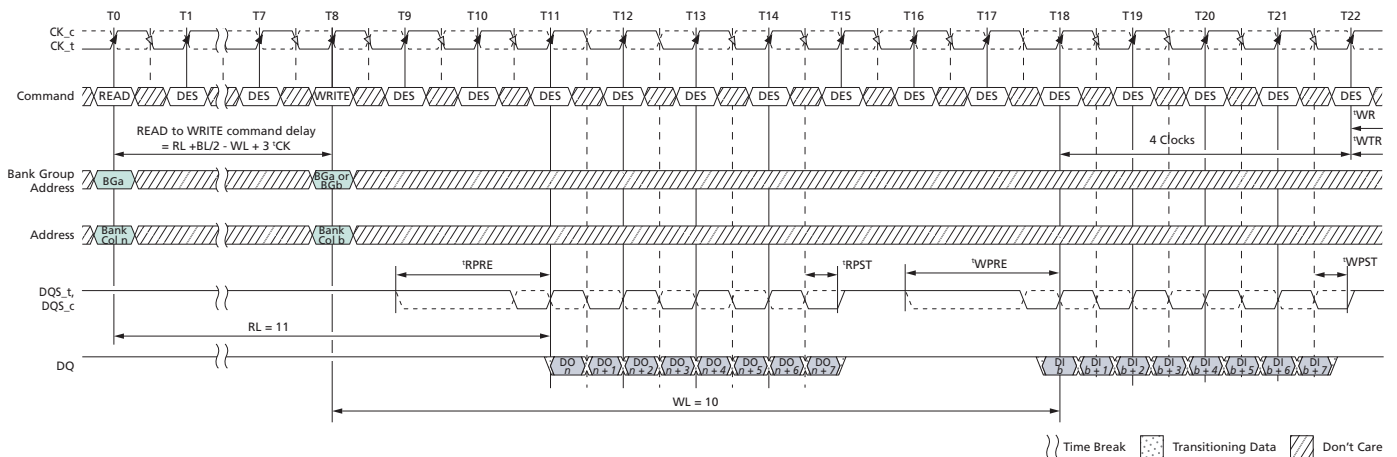 T0 T1 T7 T8 T9 T10 T11 T12 T13 T14 T15 T16 T17 T18 T19 T20 T21 T22
CK_c
CK_t
Command READ DES DES WRITE DES DES DES DES DES DES DES DES DES DES DES DES DES DES
tWR
READ to WRITE command delay
= RL +BL/2 - WL + 3 tCK
4 Clocks
tWTR
Bank Group
Address
BGa
BGa or
BGb
Address
Bank
Col n
Bank
Col b
tRPRE tRPST tWPRE tWPST
DQS_t,
DQS_c
RL = 11
DQ
DO
n
DO
n + 1
DO
n + 2
DO
n + 3
DO
n + 4
DO
n + 5
DO
n + 6
DO
n + 7
DI
b
DI
b + 1
DI
b + 2
DI
b + 3
DI
b + 4
DI
b + 5
DI
b + 6
DI
b + 7
WL = 10
Time Break Transitioning Data Don't Care